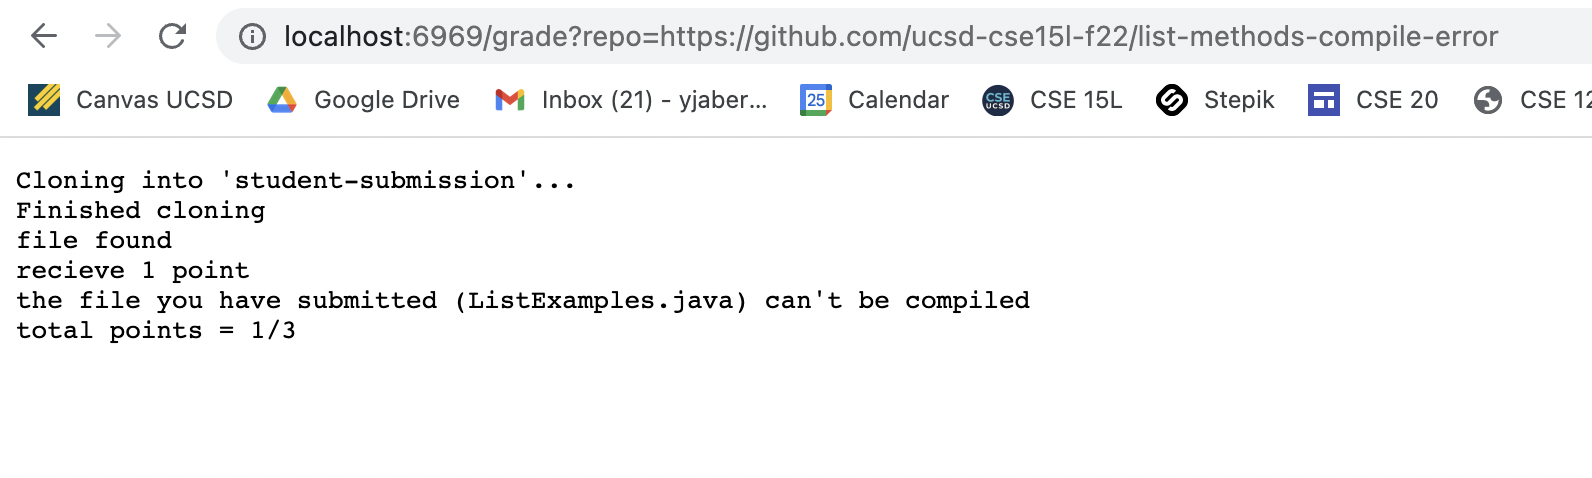 localhost:6969/grade?repo=https://github.com/ucsd-cse15l-f22/list-methods-compile-error
Canvas UCSD Google Drive Inbox (21) - yjaber... 25 Calendar CSE UCSD CSE 15L Stepik CSE 20 CSE 12
Cloning into 'student-submission'...
Finished cloning
file found
recieve 1 point
the file you have submitted (ListExamples.java) can't be compiled
total points = 1/3